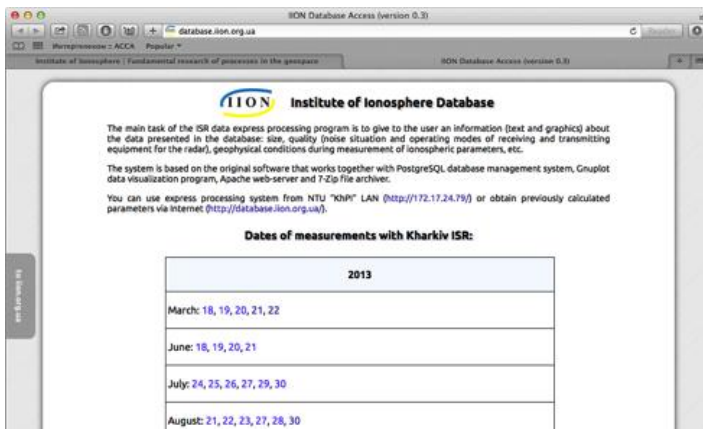 IION Database Access (version 0.3)
database.iion.org.ua
Reader
Popular
Institute of Ionosphere | Fundamental research of processes in the geospace
IION Database Access (version 0.3)
IION
Institute of Ionosphere Database
The main task of the ISR data express processing program is to give to the user an information (text and graphics) about
the data presented in the database: size, quality (noise situation and operating modes of receiving and transmitting
equipment for the radar), geophysical conditions during measurement of ionospheric parameters, etc.
The system is based on the original software that works together with PostgreSQL database management system, Gnuplot
data visualization program, Apache web-server and 7-Zip file archiver.
You can use express processing system from NTU "KhPI" LAN (http://172.17.24.79/) or obtain previously calculated
parameters via Internet (http://database.iion.org.ua/).
Dates of measurements with Kharkiv ISR:
to iion.org.ua
2013
March: 18, 19, 20, 21, 22
June: 18, 19, 20, 21
July: 24, 25, 26, 27, 29, 30
August: 21, 22, 23, 27, 28, 30